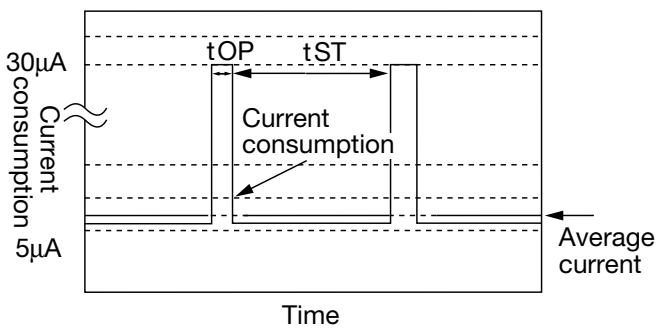 30μA
tOP
tST
Current
consumption
Current
consumption
5μA
Average
current
Time